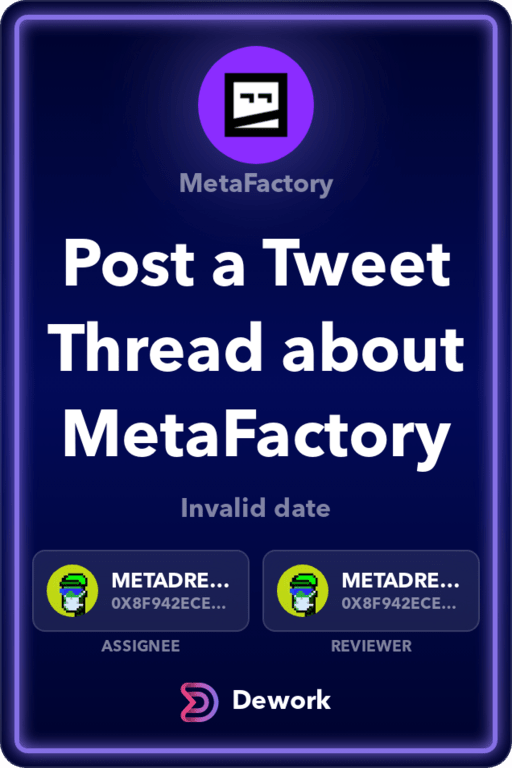 MetaFactory
Post a Tweet
Thread about
MetaFactory
Invalid date
METADRE...
0X8F942ECE...
METADRE...
0X8F942ECE...
ASSIGNEE
REVIEWER
Dework